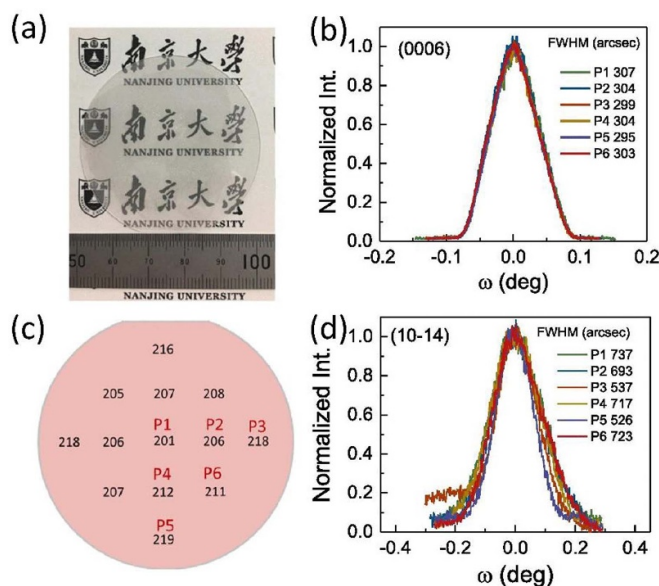 (a)
南京大學
NANJING UNIVERSITY
南京大學
NANJING UNIVERSITY
南京大學
NANJING UNIVERSITY
50 60 70 80 90 100
NANJING UNIVERSITY
(b)
(0006)
FWHM (arcsec)
P1 307
P2 304
P3 299
P4 304
P5 295
P6 303
Normalized Int.
1.0
0.8
0.6
0.4
0.2
0.0
-0.2 -0.1 0.0 0.1 0.2
ω (deg)
(c)
216
205 207 208
P1 P2 P3
218 206 201 206 218
P4 P6
207 212 211
P5
219
(d)
(10-14)
FWHM (arcsec)
P1 737
P2 693
P3 537
P4 717
P5 526
P6 723
Normalized Int.
1.0
0.8
0.6
0.4
0.2
0.0
-0.4 -0.2 0.0 0.2 0.4
ω (deg)